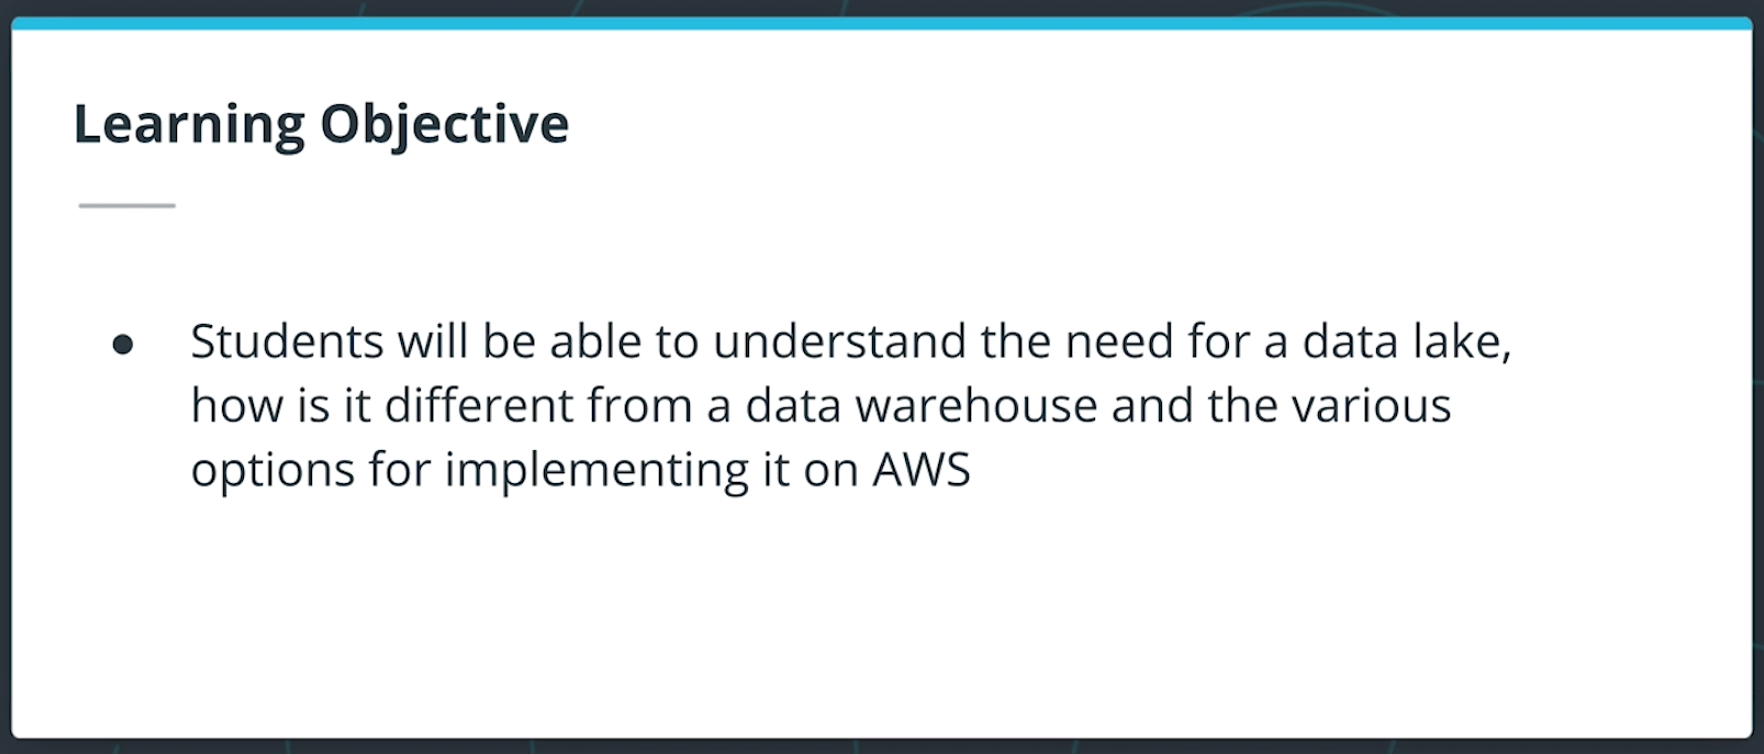 Learning Objective
● Students will be able to understand the need for a data lake,
how is it different from a data warehouse and the various
options for implementing it on AWS